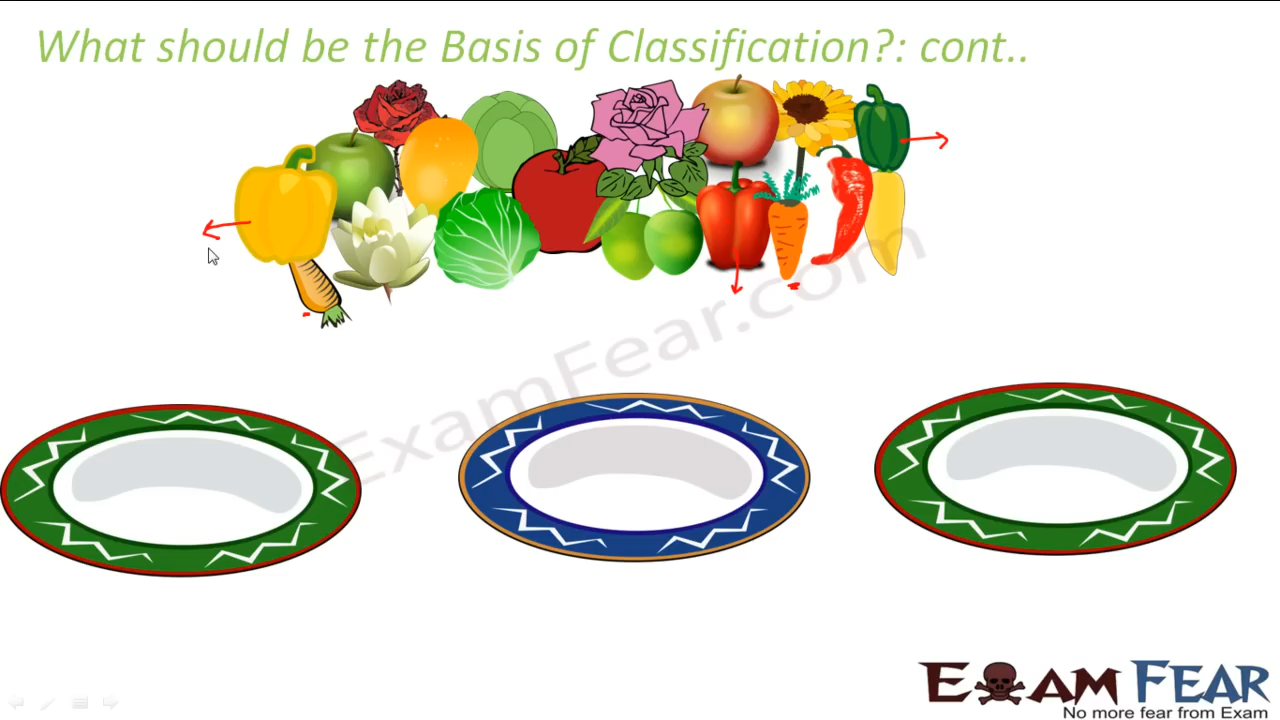 What should be the Basis of Classification?: cont..
ExamFear.com
EXAM FEAR
No more fear from Exam